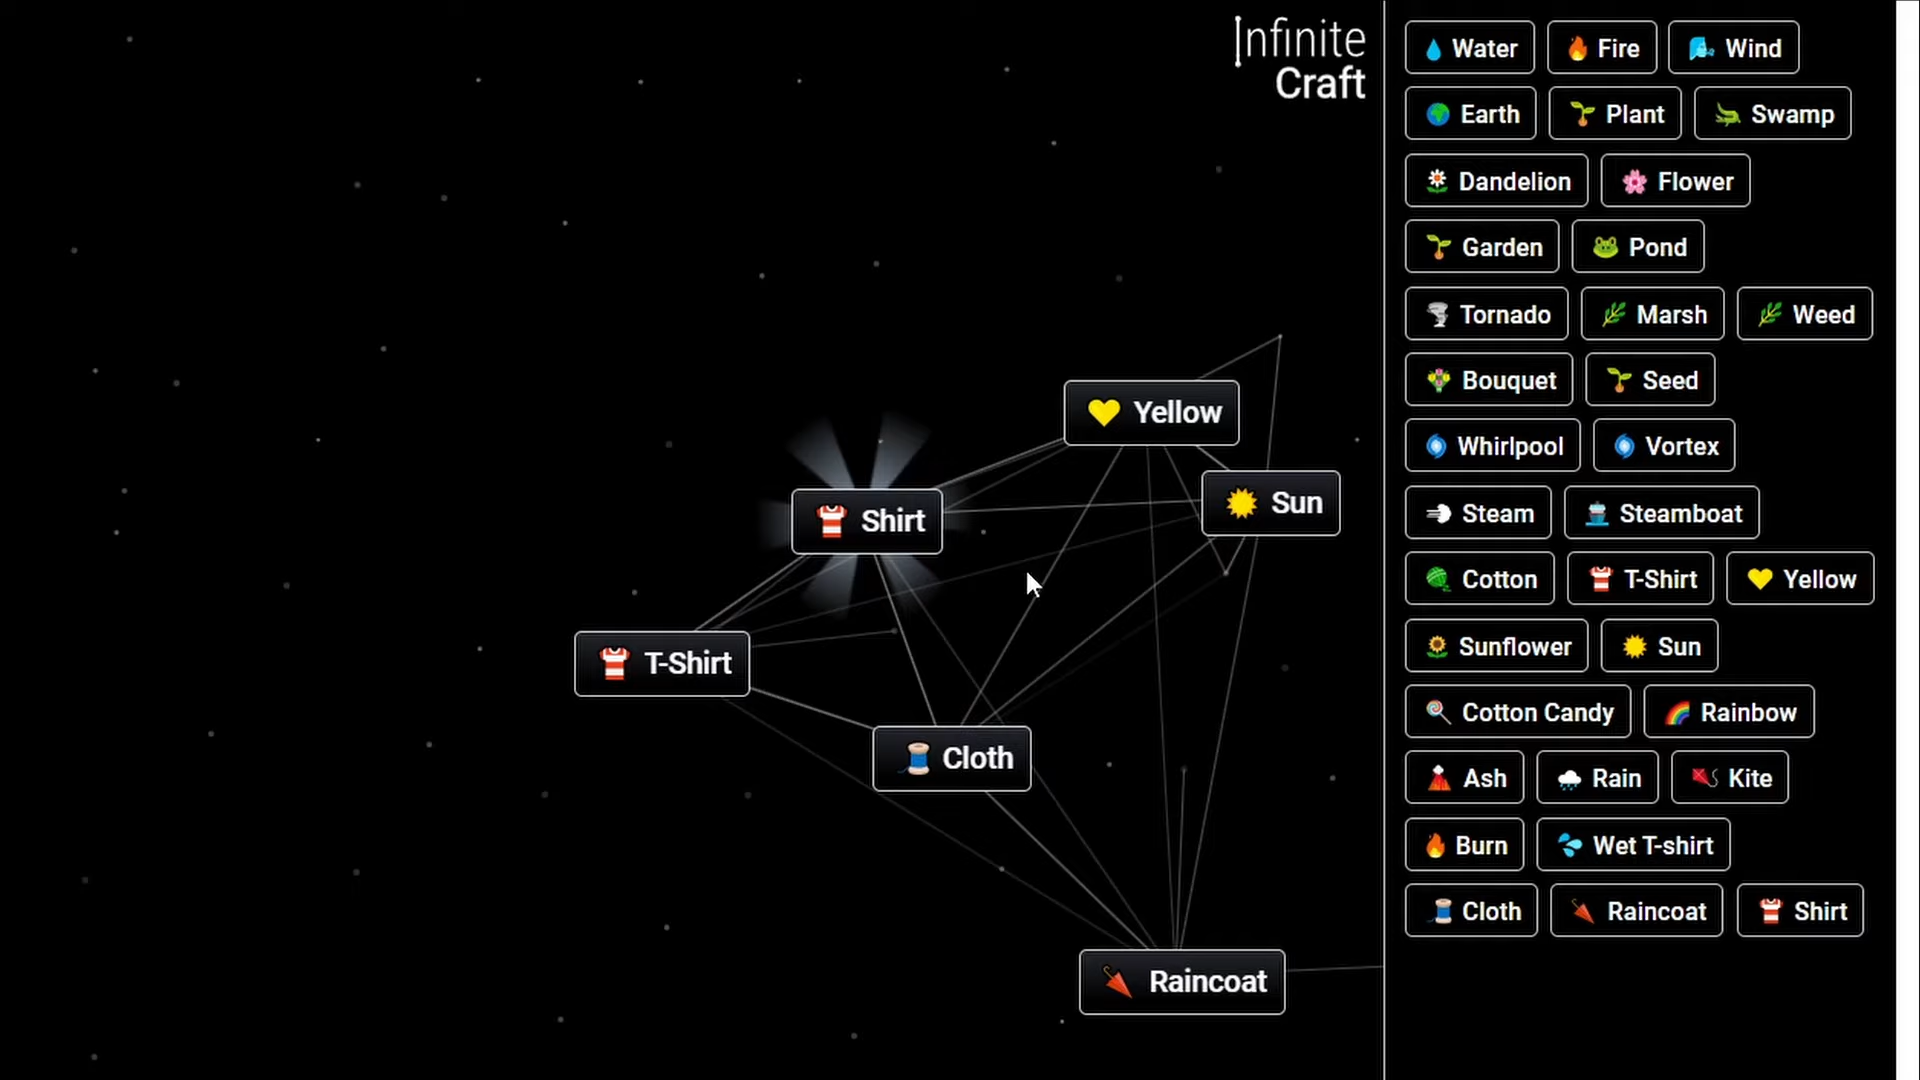 Infinite
Craft
Yellow
Sun
Shirt
T-Shirt
Cloth
Raincoat
Water Fire Wind
Earth Plant Swamp
Dandelion Flower
Garden Pond
Tornado Marsh Weed
Bouquet Seed
Whirlpool Vortex
Steam Steamboat
Cotton T-Shirt Yellow
Sunflower Sun
Cotton Candy Rainbow
Ash Rain Kite
Burn Wet T-shirt
Cloth Raincoat Shirt